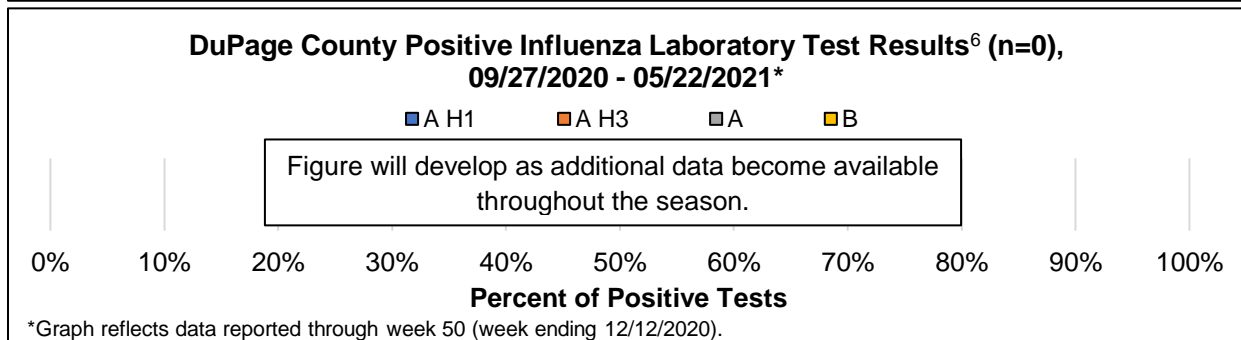 DuPage County Positive Influenza Laboratory Test Results⁶ (n=0),
09/27/2020 - 05/22/2021*
A H1 A H3 A B
Figure will develop as additional data become available
throughout the season.
0% 10% 20% 30% 40% 50% 60% 70% 80% 90% 100%
Percent of Positive Tests
*Graph reflects data reported through week 50 (week ending 12/12/2020).